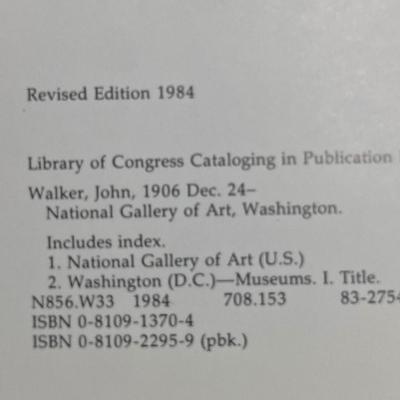 Revised Edition 1984
Library of Congress Cataloging in Publication
Walker, John, 1906 Dec. 24–
National Gallery of Art, Washington.
Includes index.
1. National Gallery of Art (U.S.)
2. Washington (D.C.)—Museums. I. Title.
N856.W33 1984 708.153 83-2754
ISBN 0-8109-1370-4
ISBN 0-8109-2295-9 (pbk.)